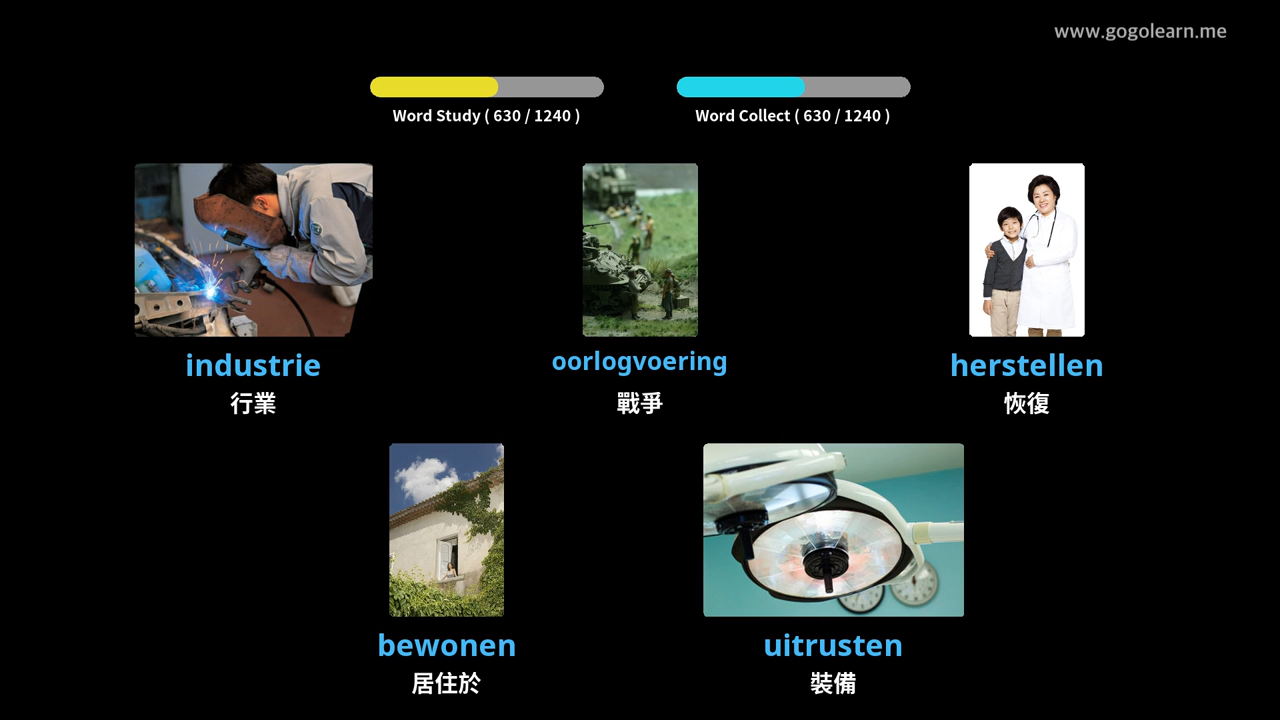 www.gogolearn.me
Word Study ( 630 / 1240 )
Word Collect ( 630 / 1240 )
industrie
行業
oorlogvoering
戰爭
herstellen
恢復
bewonen
居住於
uitrusten
裝備